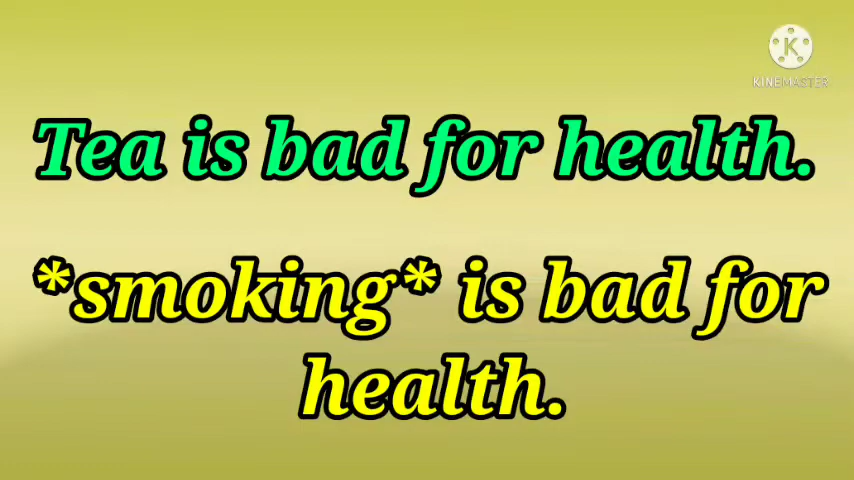 KINEMASTER
Tea is bad for health.
*smoking* is bad for
health.